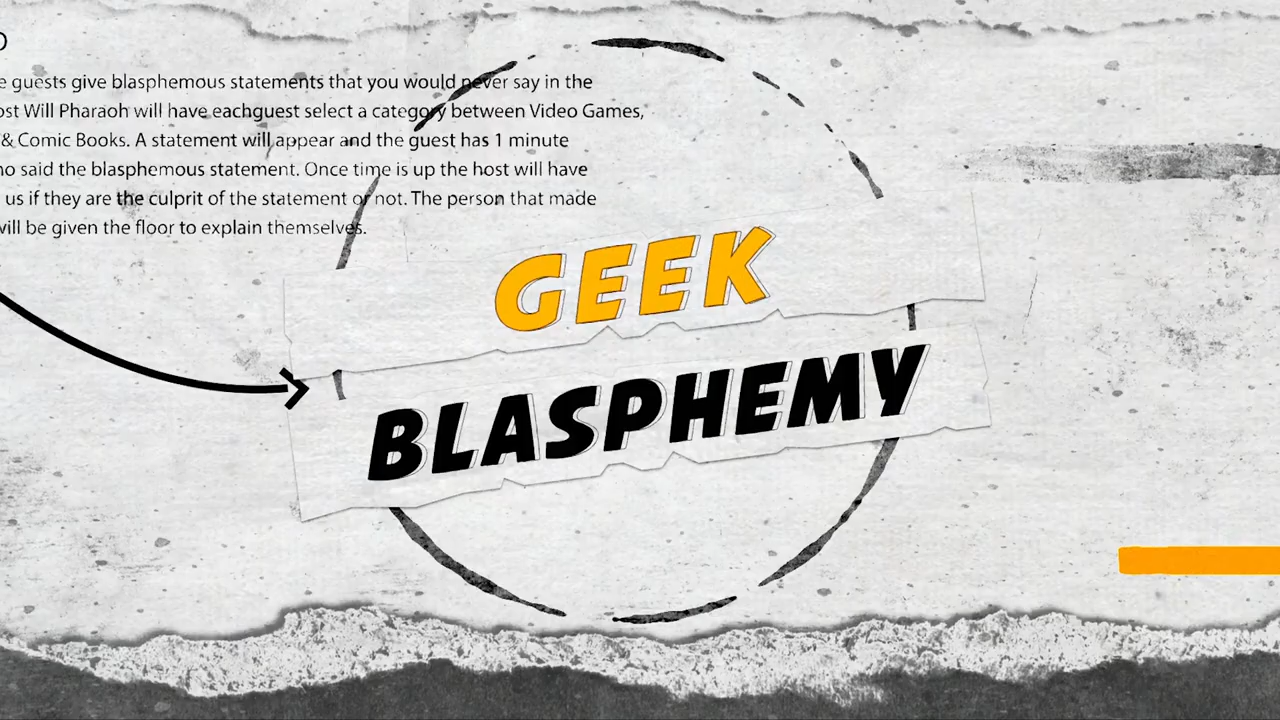 e guests give blasphemous statements that you would never say in the
ost Will Pharaoh will have eachguest select a category between Video Games,
& Comic Books. A statement will appear and the guest has 1 minute
ho said the blasphemous statement. Once time is up the host will have
us if they are the culprit of the statement or not. The person that made
will be given the floor to explain themselves.
GEEK
BLASPHEMY